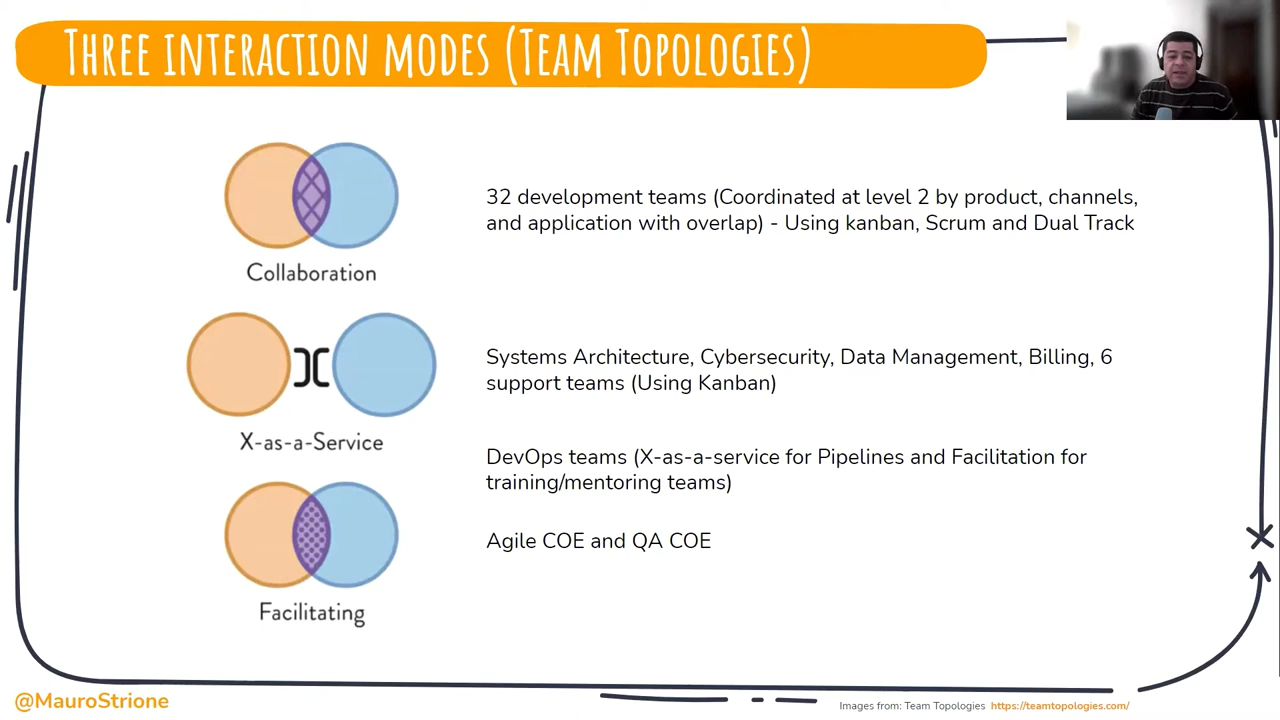 THREE INTERACTION MODES (TEAM TOPOLOGIES)
32 development teams (Coordinated at level 2 by product, channels,
and application with overlap) - Using kanban, Scrum and Dual Track
Collaboration
Systems Architecture, Cybersecurity, Data Management, Billing, 6
support teams (Using Kanban)
X-as-a-Service
DevOps teams (X-as-a-service for Pipelines and Facilitation for
training/mentoring teams)
Agile COE and QA COE
Facilitating
@MauroStrione
Images from: Team Topologies https://teamtopologies.com/